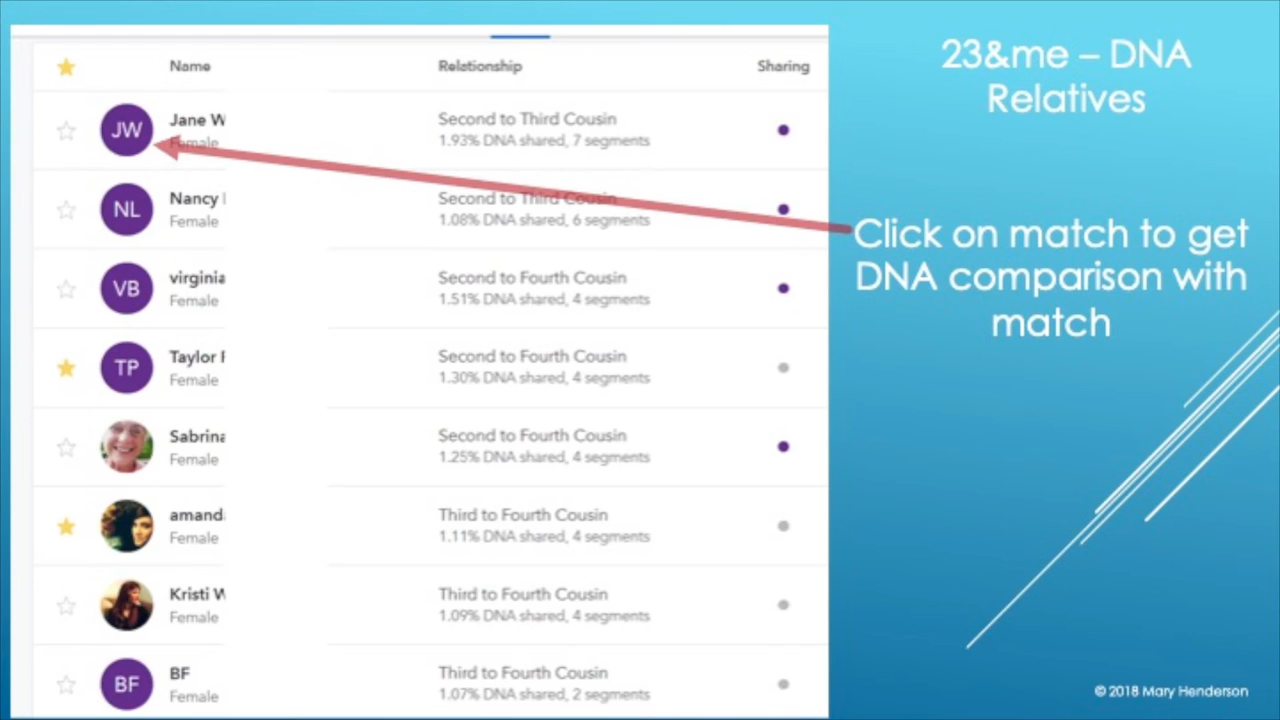 Name Relationship Sharing
JW Jane W Second to Third Cousin
Female 1.93% DNA shared, 7 segments
NL Nancy Second to Third Cousin
Female 1.08% DNA shared, 6 segments
VB virginia Second to Fourth Cousin
Female 1.51% DNA shared, 4 segments
TP Taylor Second to Fourth Cousin
Female 1.30% DNA shared, 4 segments
Sabrina Second to Fourth Cousin
Female 1.25% DNA shared, 4 segments
amanda Third to Fourth Cousin
Female 1.11% DNA shared, 4 segments
Kristi W Third to Fourth Cousin
Female 1.09% DNA shared, 4 segments
BF BF Third to Fourth Cousin
Female 1.07% DNA shared, 2 segments
23&me – DNA
Relatives
Click on match to get
DNA comparison with
match
© 2018 Mary Henderson